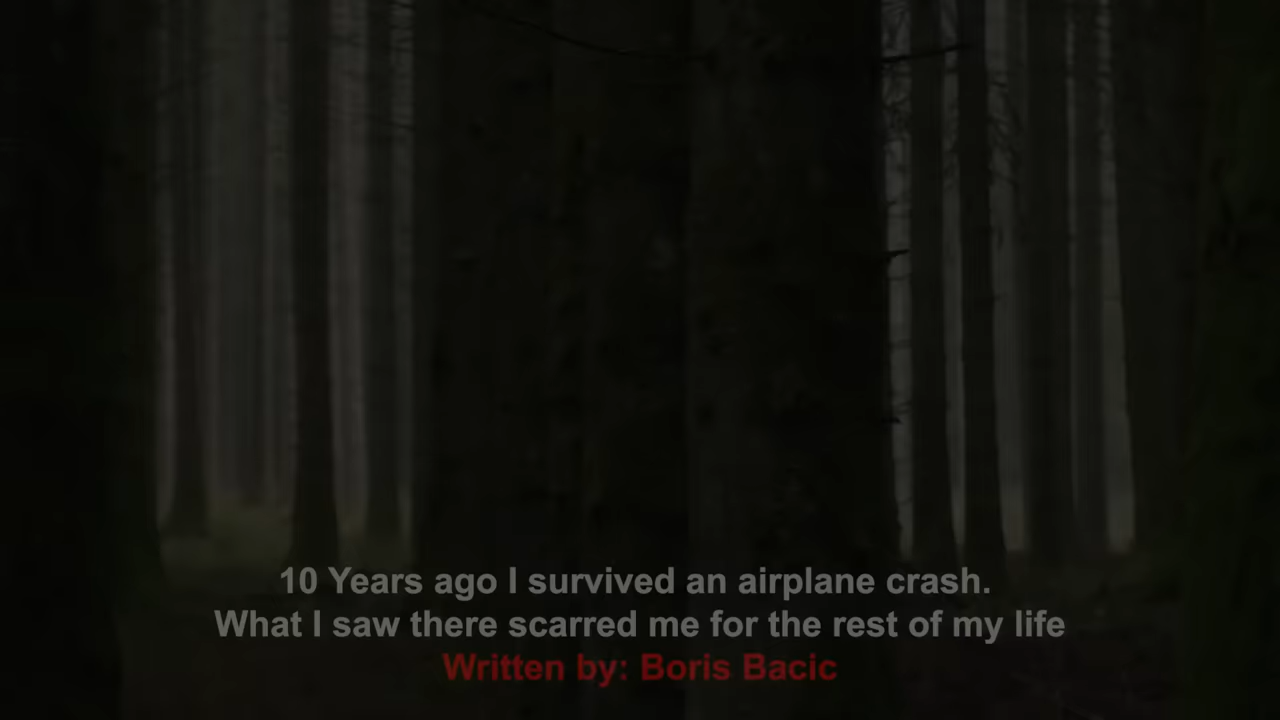 10 Years ago I survived an airplane crash.
What I saw there scarred me for the rest of my life
Written by: Boris Bacic